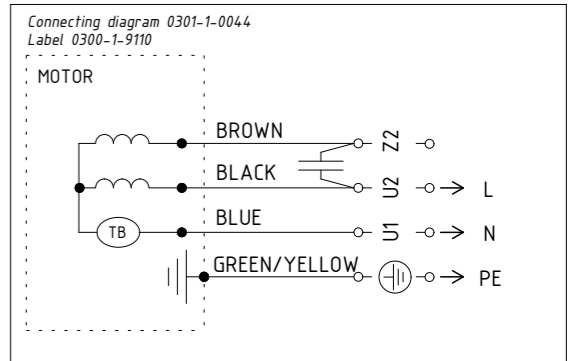 Connecting diagram 0301-1-0044
Label 0300-1-9110
MOTOR
BROWN
Z2
BLACK
U2
L
TB
BLUE
U1
N
GREEN/YELLOW
PE